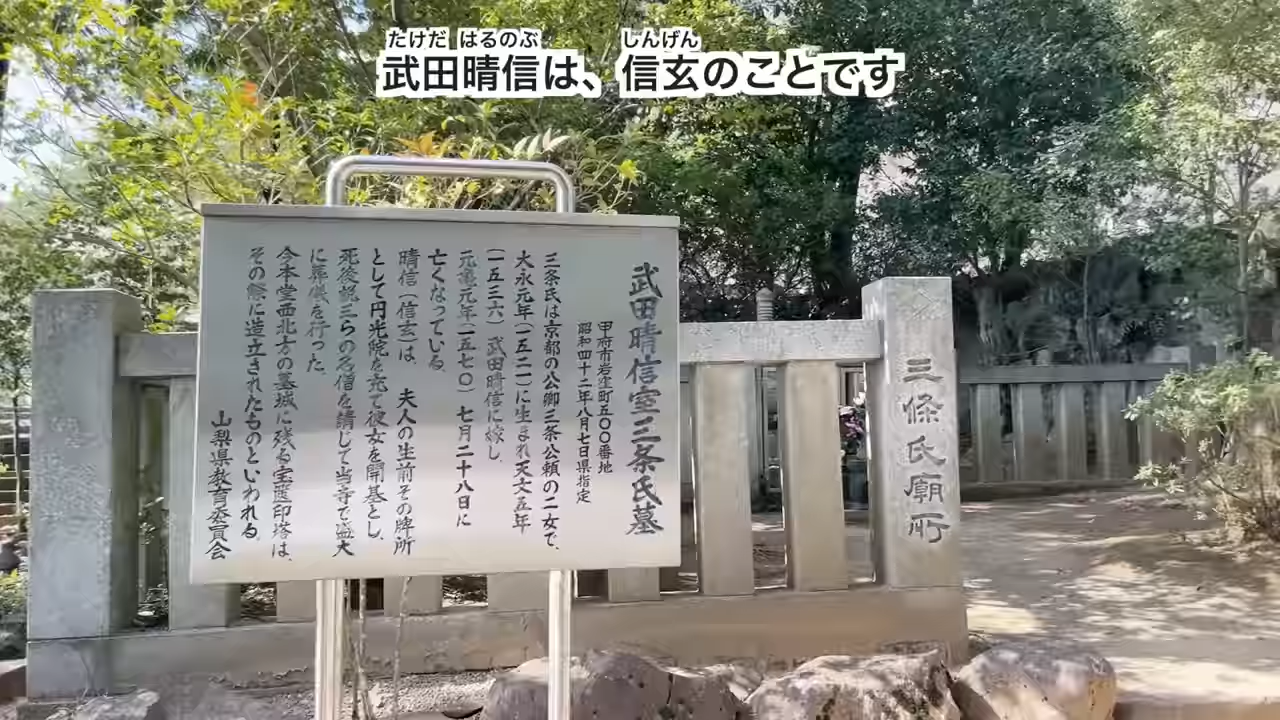 たけだ はるのぶ しんげん
武田晴信は、信玄のことです
武田晴信室三条氏墓
甲府市岩窪町五〇〇番地
昭和四十二年八月七日県指定
三条氏は京都の公卿三条公頼の二女で、
大永元年(一五二一)に生まれ天文五年
(一五三六)武田晴信に嫁し、
元亀元年(一五七〇)七月二十八日に
亡くなっている。
晴信(信玄)は、夫人の生前その牌所
として円光院を充て彼女を開基とし、
死後説三らの名僧を請じて当寺で盛大
に葬儀を行った。
今本堂西北方の墓域に残る宝篋印塔は、
その際に造立されたものといわれる。
山梨県教育委員会
三條氏廟所